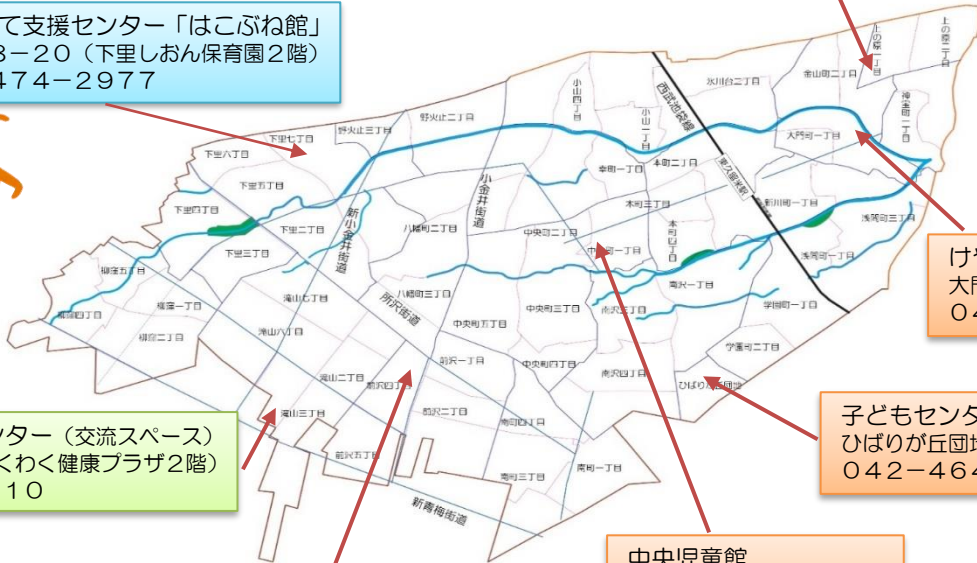 て支援センター「はこぶね館」
8－20（下里しおん保育園２階）
474－2977
上の原一丁目
上の原二丁目
金山町二丁目
氷川台二丁目
神宝町一丁目
小山四丁目
西武池袋線
小山一丁目
大門町一丁目
野火止三丁目
野火止二丁目
下里七丁目
下里六丁目
幸町一丁目
本町二丁目
東久留米駅
下里五丁目
小金井街道
本町三丁目
新川町一丁目
浅間町三丁目
下里四丁目
新小金井街道
下里二丁目
八幡町二丁目
中央町二丁目
本町四丁目
下里三丁目
中央町一丁目
浅間町一丁目
柳窪五丁目
南沢一丁目
八幡町三丁目
滝山七丁目
柳窪一丁目
所沢街道
中央町三丁目
南沢三丁目
学園町一丁目
柳窪四丁目
中央町五丁目
滝山六丁目
柳窪二丁目
学園町二丁目
前沢一丁目
中央町四丁目
南沢四丁目
滝山二丁目
前沢四丁目
ひばりが丘団地
滝山三丁目
前沢二丁目
南町四丁目
前沢五丁目
南町三丁目
南町一丁目
新青梅街道
けや
大門
04
ンター（交流スペース）
くわく健康プラザ２階）
10
子どもセンタ
ひばりが丘団地
042－464
中央児童館